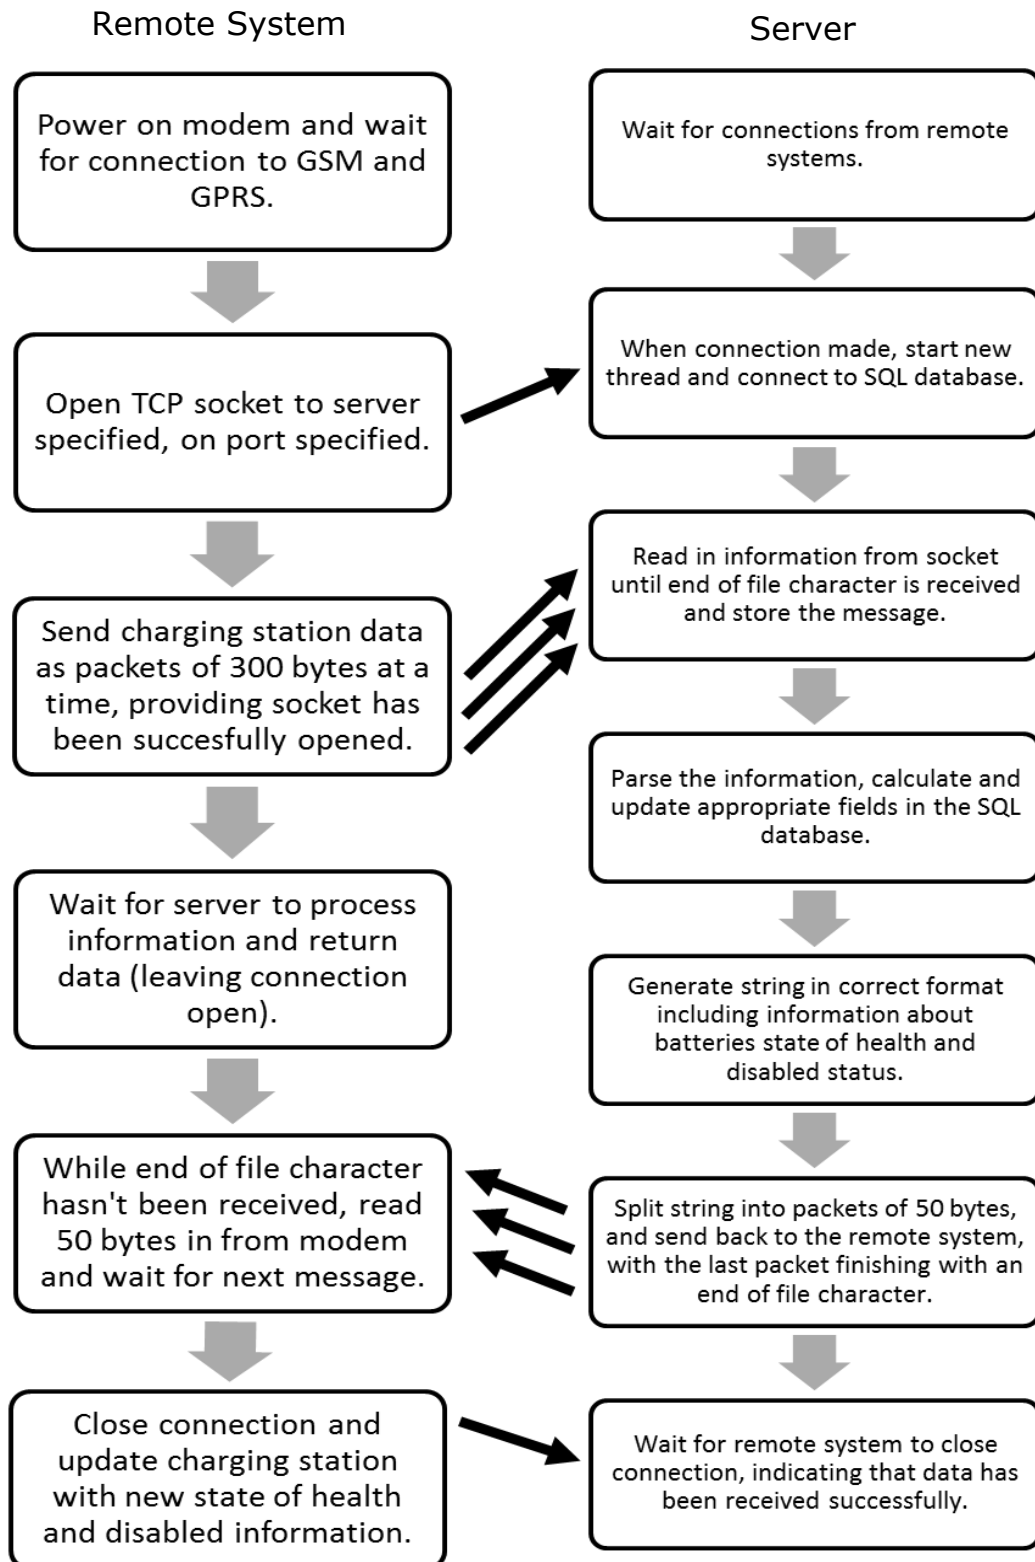 Remote System
Power on modem and wait
for connection to GSM and
GPRS.
Open TCP socket to server
specified, on port specified.
Send charging station data
as packets of 300 bytes at a
time, providing socket has
been succesfully opened.
Wait for server to process
information and return
data (leaving connection
open).
While end of file character
hasn't been received, read
50 bytes in from modem
and wait for next message.
Close connection and
update charging station
with new state of health
and disabled information.
Server
Wait for connections from remote
systems.
When connection made, start new
thread and connect to SQL database.
Read in information from socket
until end of file character is received
and store the message.
Parse the information, calculate and
update appropriate fields in the SQL
database.
Generate string in correct format
including information about
batteries state of health and
disabled status.
Split string into packets of 50 bytes,
and send back to the remote system,
with the last packet finishing with an
end of file character.
Wait for remote system to close
connection, indicating that data has
been received successfully.